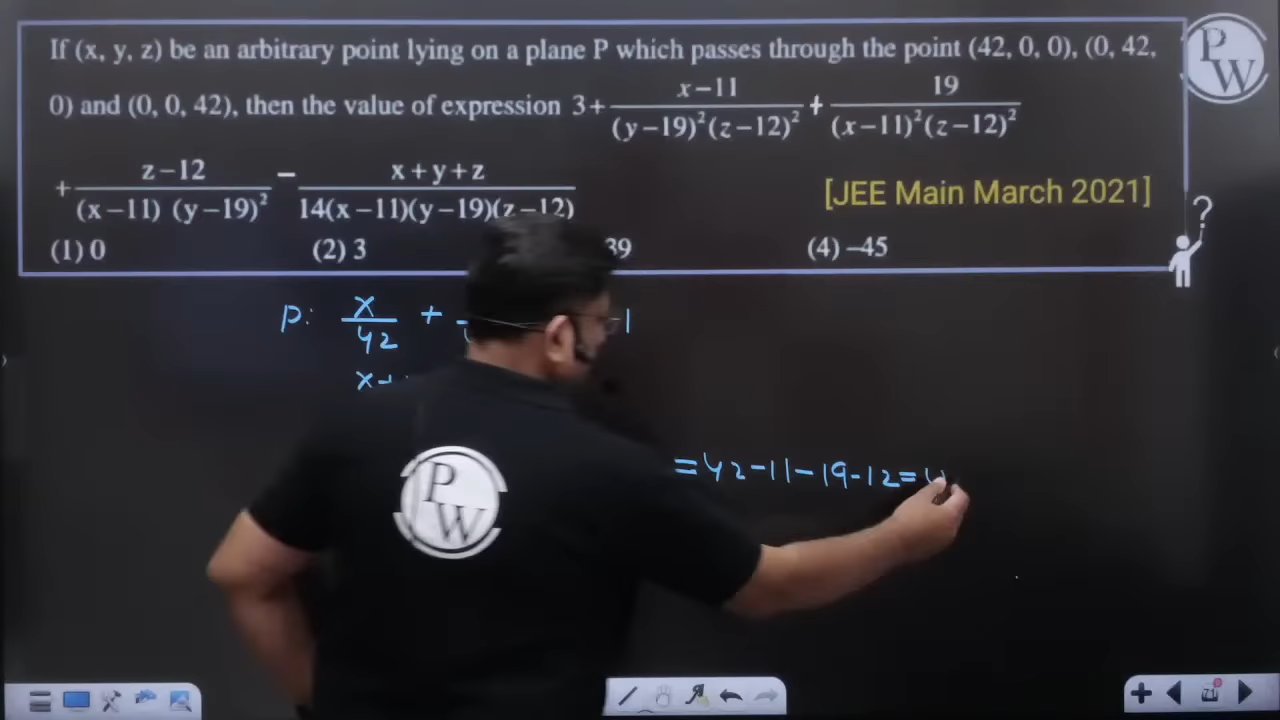 If (x, y, z) be an arbitrary point lying on a plane P which passes through the point (42, 0, 0), (0, 42,
0) and (0, 0, 42), then the value of expression 3+ (x−11)/((y−19)²(z−12)²) + 19/((x−11)²(z−12)²)
+ (z−12)/((x−11) (y−19)²) − (x+y+z)/(14(x−11)(y−19)(z−12))
[JEE Main March 2021]
(1) 0 (2) 3 39 (4) –45
P: x/42 + 1
x+
= 42-11-19-12=
PW
PW
?
71